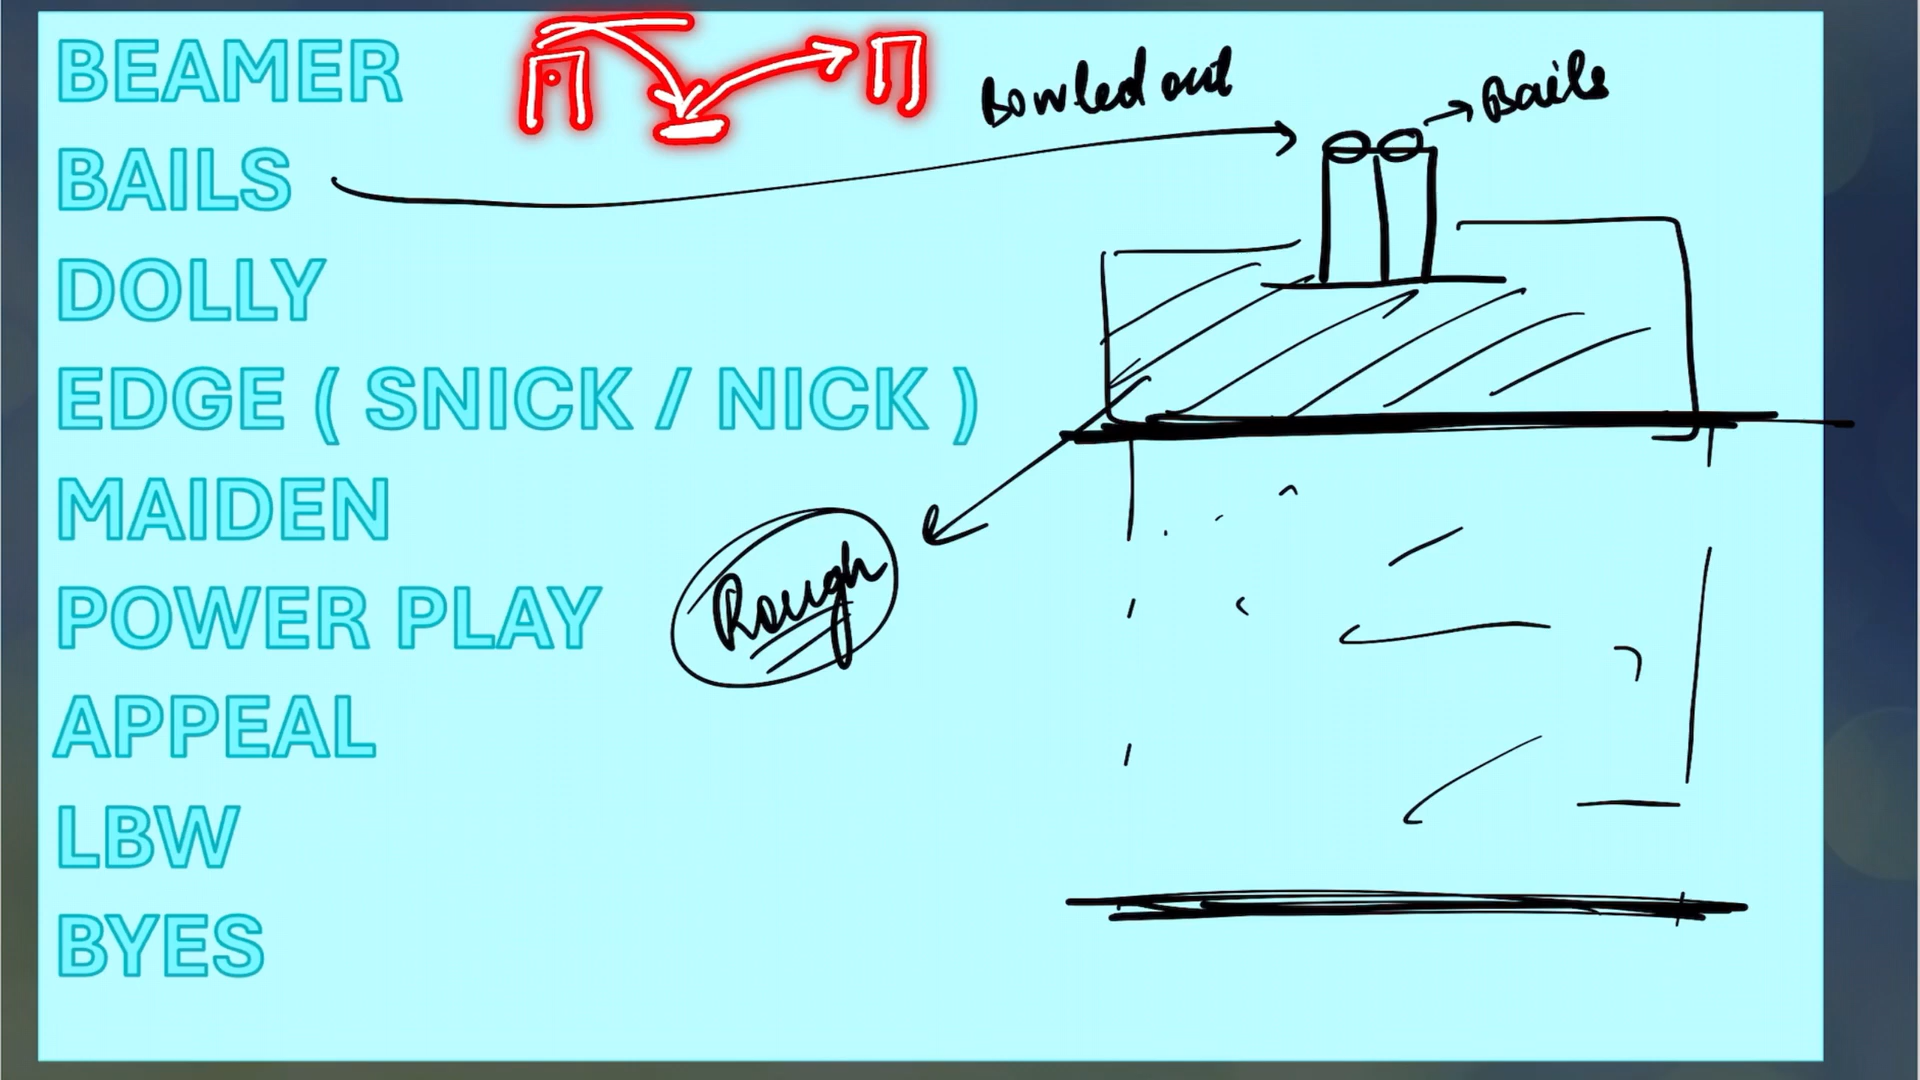 BEAMER
Bowled out
Bails
BAILS
DOLLY
EDGE ( SNICK / NICK )
MAIDEN
Rough
POWER PLAY
APPEAL
LBW
BYES